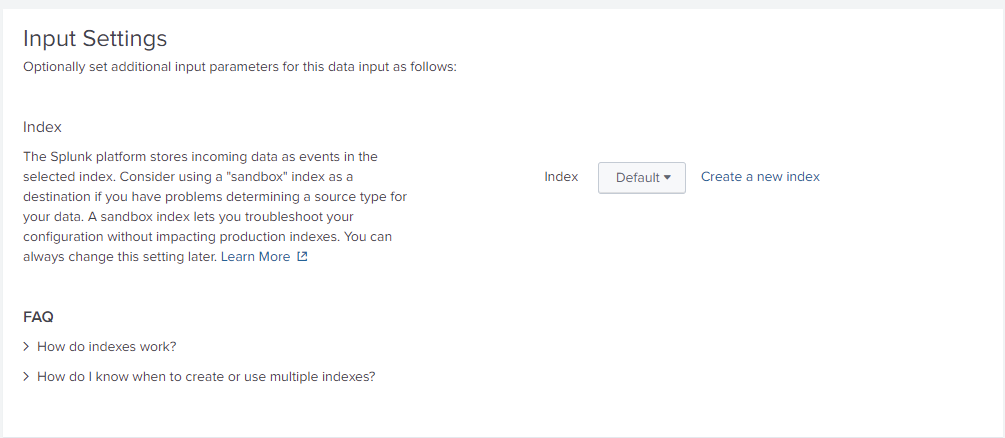 Input Settings
Optionally set additional input parameters for this data input as follows:
Index
The Splunk platform stores incoming data as events in the
selected index. Consider using a "sandbox" index as a
destination if you have problems determining a source type for
your data. A sandbox index lets you troubleshoot your
configuration without impacting production indexes. You can
always change this setting later. Learn More
Index Default Create a new index
FAQ
How do indexes work?
How do I know when to create or use multiple indexes?